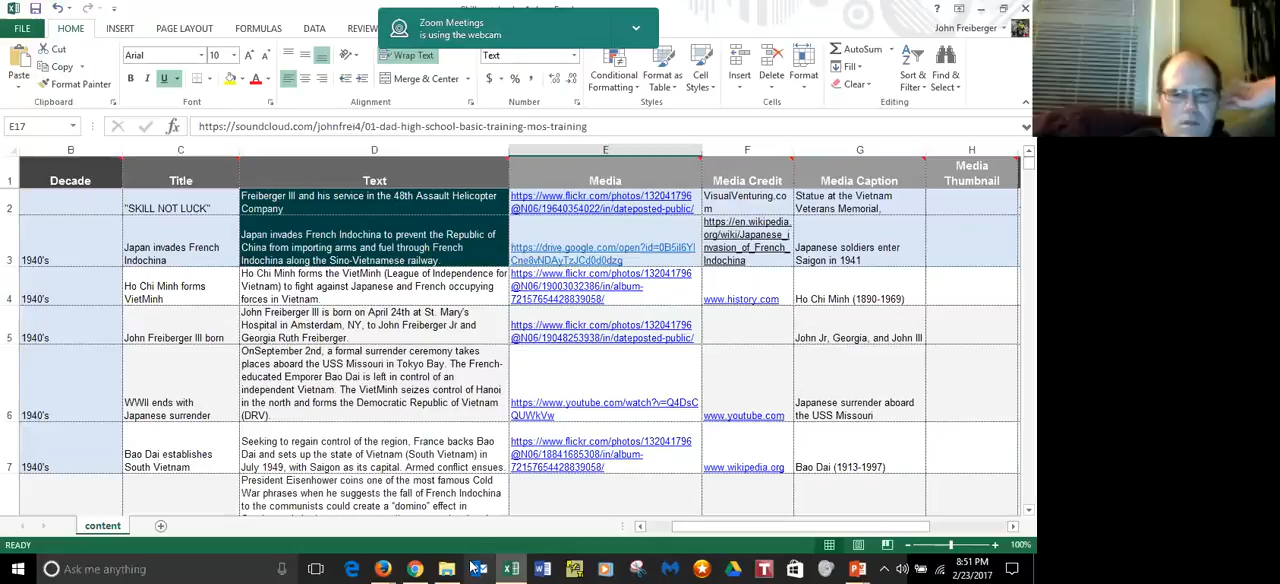 Zoom Meetings
is using the webcam
FILE HOME INSERT PAGE LAYOUT FORMULAS DATA REVIEW
John Freiberger
Paste
Cut
Copy
Format Painter
Clipboard
Arial 10
B I U
Font
Wrap Text
Merge & Center
Alignment
Text
$ % ,
Number
Conditional Formatting
Format as Table
Cell Styles
Styles
Insert Delete Format
Cells
AutoSum
Fill
Clear
Sort & Filter
Find & Select
Editing
E17 fx https://soundcloud.com/johnfrei4/01-dad-high-school-basic-training-mos-training
B C D E F G H
1 Decade Title Text Media Media Credit Media Caption Media Thumbnail
2
"SKILL NOT LUCK"
Freiberger III and his service in the 48th Assault Helicopter
Company
https://www.flickr.com/photos/132041796
@N06/19640354022/in/dateposted-public/
VisualVenturing.co
m
Statue at the Vietnam
Veterans Memorial,
3
1940's
Japan invades French
Indochina
Japan invades French Indochina to prevent the Republic of
China from importing arms and fuel through French
Indochina along the Sino-Vietnamese railway.
https://en.wikipedia.
org/wiki/Japanese_i
nvasion_of_French_
Indochina
Japanese soldiers enter
Saigon in 1941
4
1940's
Ho Chi Minh forms
VietMinh
Ho Chi Minh forms the VietMinh (League of Independence for
Vietnam) to fight against Japanese and French occupying
forces in Vietnam.
https://www.flickr.com/photos/132041796
@N06/19003032386/in/album-
72157654428839058/
www.history.com
Ho Chi Minh (1890-1969)
5
1940's
John Freiberger III born
John Freiberger III is born on April 24th at St. Mary's
Hospital in Amsterdam, NY, to John Freiberger Jr and
Georgia Ruth Freiberger.
https://www.flickr.com/photos/132041796
@N06/19048253938/in/dateposted-public/
John Jr, Georgia, and John III
6
1940's
WWII ends with
Japanese surrender
OnSeptember 2nd, a formal surrender ceremony takes
places aboard the USS Missouri in Tokyo Bay. The French-
educated Emporer Bao Dai is left in control of an
independent Vietnam. The VietMinh seizes control of Hanoi
in the north and forms the Democratic Republic of Vietnam
(DRV).
https://www.youtube.com/watch?v=Q4DsC
QUWkVw
www.youtube.com
Japanese surrender aboard
the USS Missouri
7
1940's
Bao Dai establishes
South Vietnam
Seeking to regain control of the region, France backs Bao
Dai and sets up the state of Vietnam (South Vietnam) in
July 1949, with Saigon as its capital. Armed conflict ensues.
https://www.flickr.com/photos/132041796
@N06/18841685308/in/album-
72157654428839058/
www.wikipedia.org
Bao Dai (1913-1997)
President Eisenhower coins one of the most famous Cold
War phrases when he suggests the fall of French Indochina
to the communists could create a "domino" effect in
content
READY
100%
Ask me anything
8:51 PM
2/23/2017